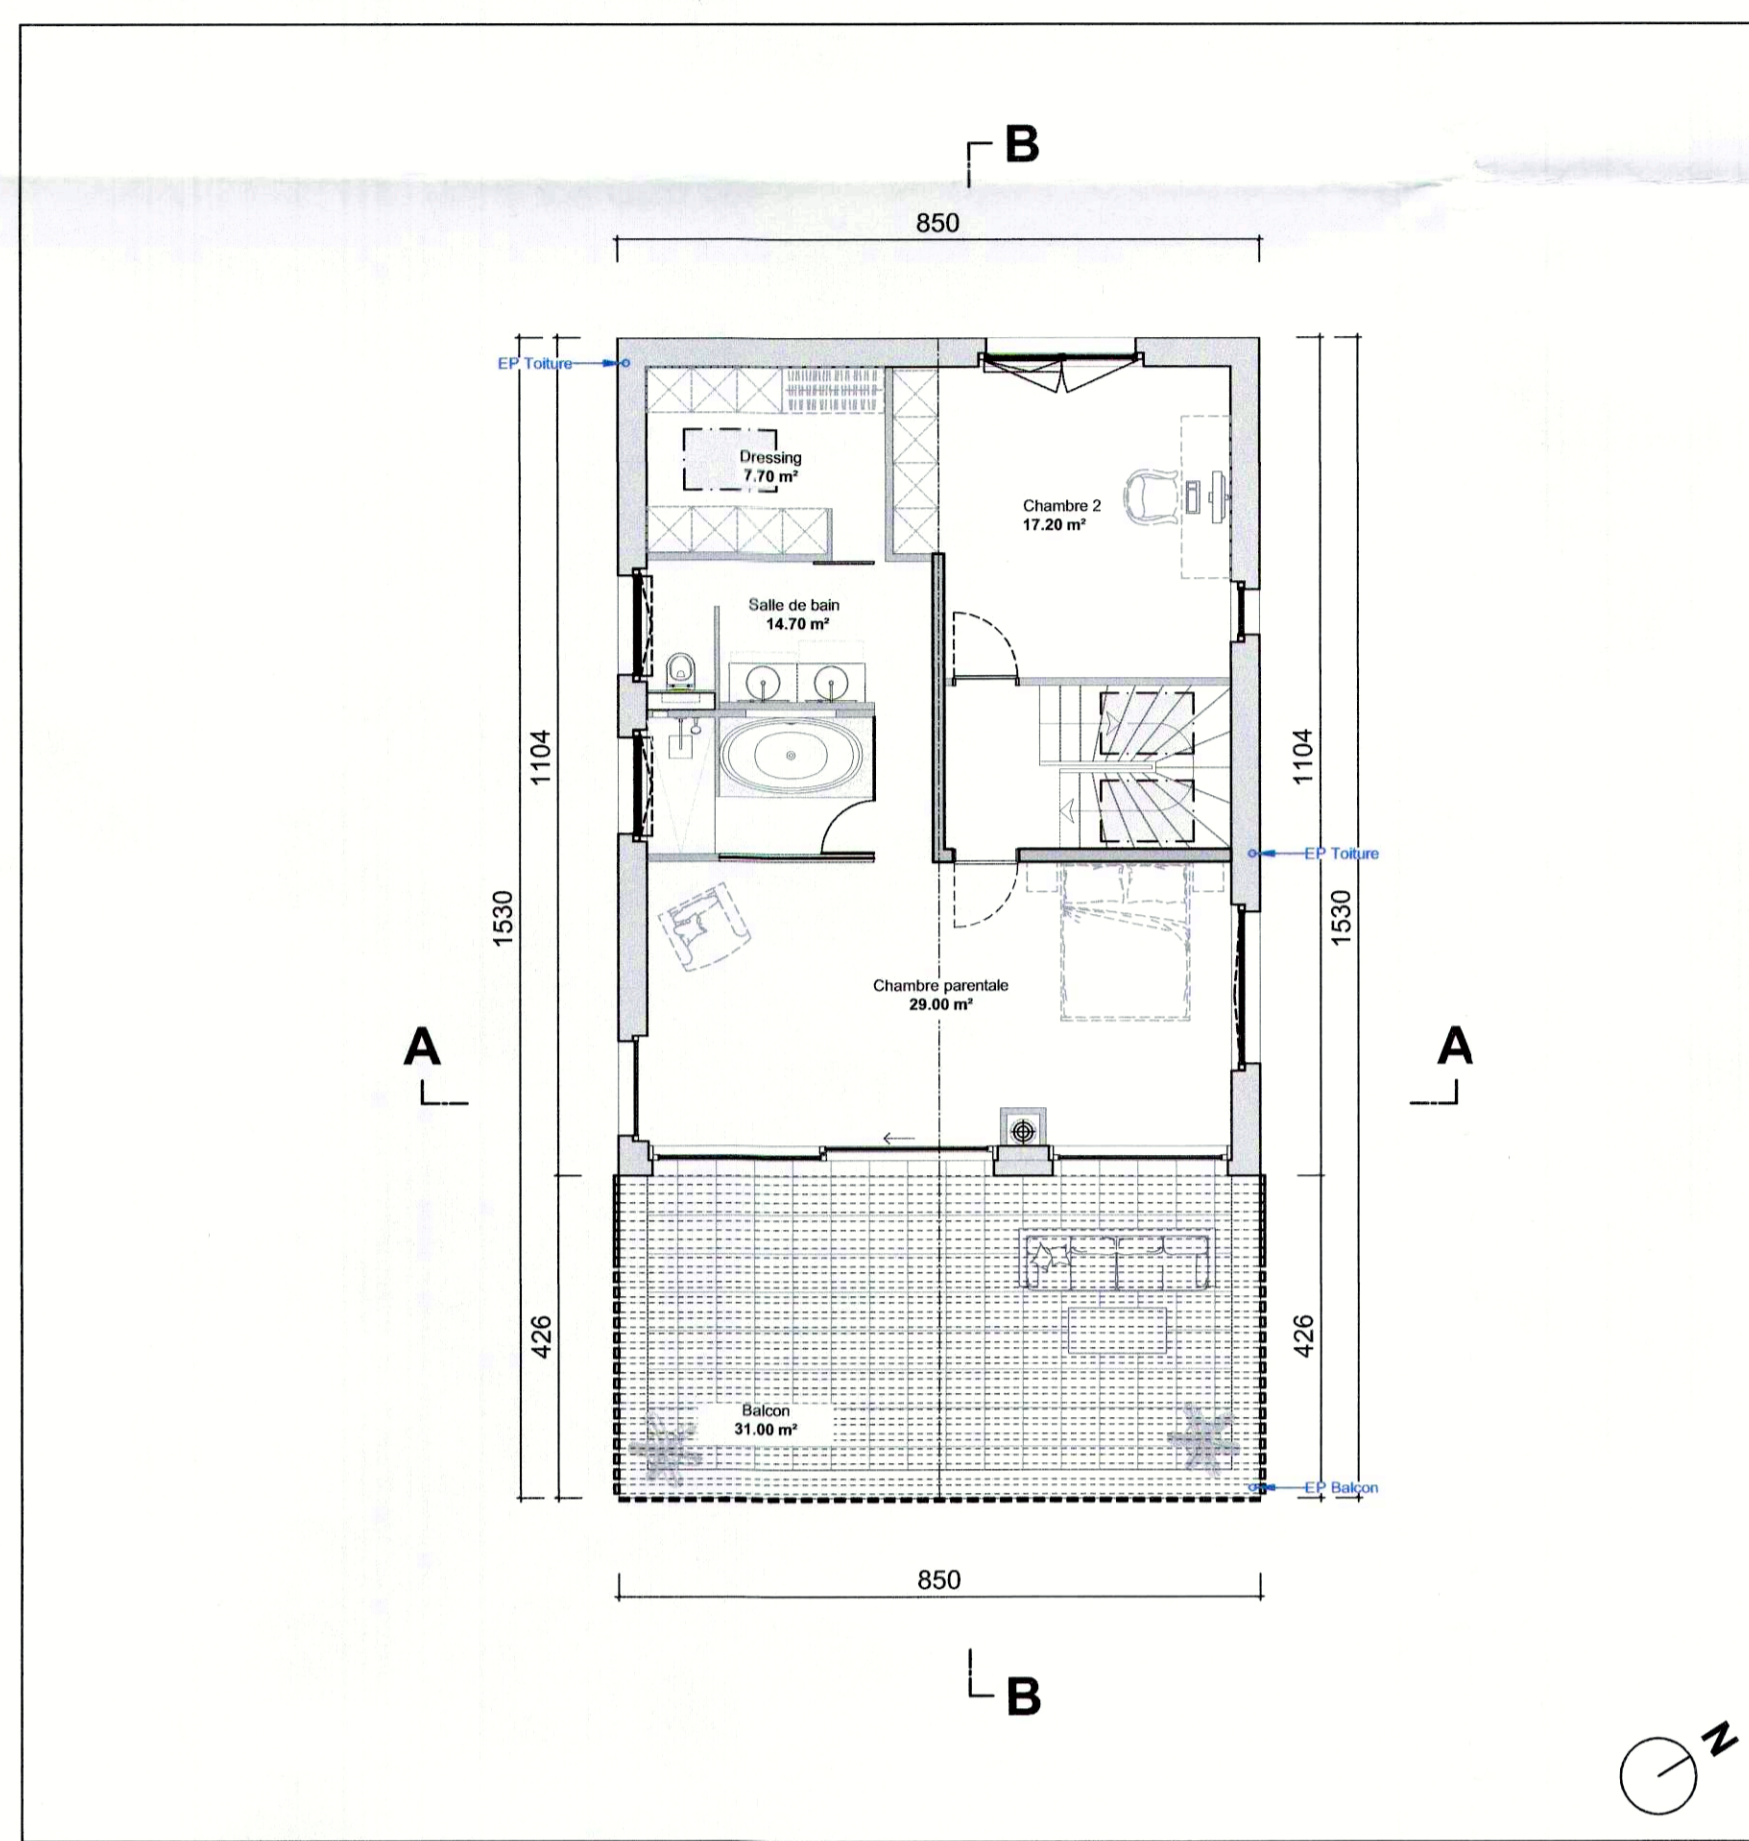 B
850
EP Toiture
Dressing
7.70 m²
Chambre 2
17.20 m²
Salle de bain
14.70 m²
1104
1104
EP Toiture
1530
1530
Chambre parentale
29.00 m²
A
A
426
426
Balcon
31.00 m²
EP Balcon
850
B
N